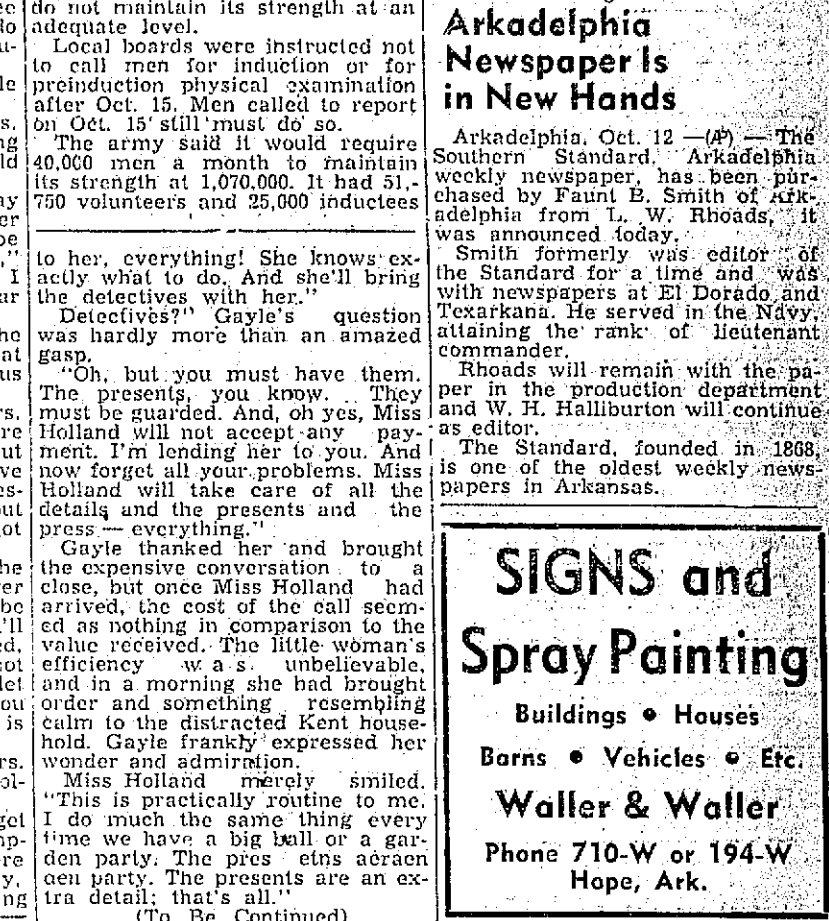 do not maintain its strength at an
adequate level.
Local boards were instructed not
to call men for induction or for
preinduction physical examination
after Oct. 15. Men called to report
on Oct. 15 still must do so.
The army said it would require
40,000 men a month to maintain
its strength at 1,070,000. It had 51,-
750 volunteers and 25,000 inductees
to her, everything! She knows ex-
actly what to do. And she'll bring
the detectives with her."
Detectives?" Gayle's question
was hardly more than an amazed
gasp.
"Oh, but you must have them.
The presents, you know. They
must be guarded. And, oh yes, Miss
Holland will not accept any pay-
ment. I'm lending her to you. And
now forget all your problems. Miss
Holland will take care of all the
details and the presents and the
press — everything."
Gayle thanked her and brought
the expensive conversation to a
close, but once Miss Holland had
arrived, the cost of the call seem-
ed as nothing in comparison to the
value received. The little woman's
efficiency was unbelievable,
and in a morning she had brought
order and something resembling
calm to the distracted Kent house-
hold. Gayle frankly expressed her
wonder and admiration.
Miss Holland merely smiled.
"This is practically routine to me.
I do much the same thing every
time we have a big ball or a gar-
den party. The pres etns aeraen
aen party. The presents are an ex-
tra detail; that's all."
(To Be Continued)
Arkadelphia
Newspaper Is
in New Hands
Arkadelphia, Oct. 12 —(AP) — The
Southern Standard, Arkadelphia
weekly newspaper, has been pur-
chased by Faunt B. Smith of Ark-
adelphia from L. W. Rhoads, it
was announced today.
Smith formerly was editor of
the Standard for a time and was
with newspapers at El Dorado and
Texarkana. He served in the Navy,
attaining the rank of lieutenant
commander.
Rhoads will remain with the pa-
per in the production department
and W. H. Halliburton will continue
as editor.
The Standard, founded in 1868,
is one of the oldest weekly news-
papers in Arkansas.
SIGNS and
Spray Painting
Buildings • Houses
Barns • Vehicles • Etc.
Waller & Waller
Phone 710-W or 194-W
Hope, Ark.